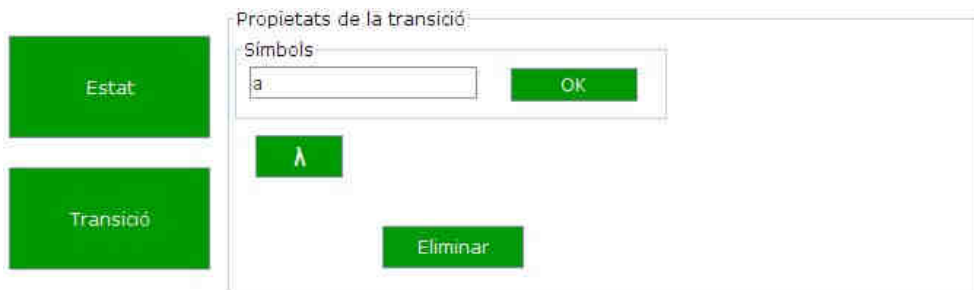 Propietats de la transició
Símbols
Estat
a
OK
λ
Transició
Eliminar